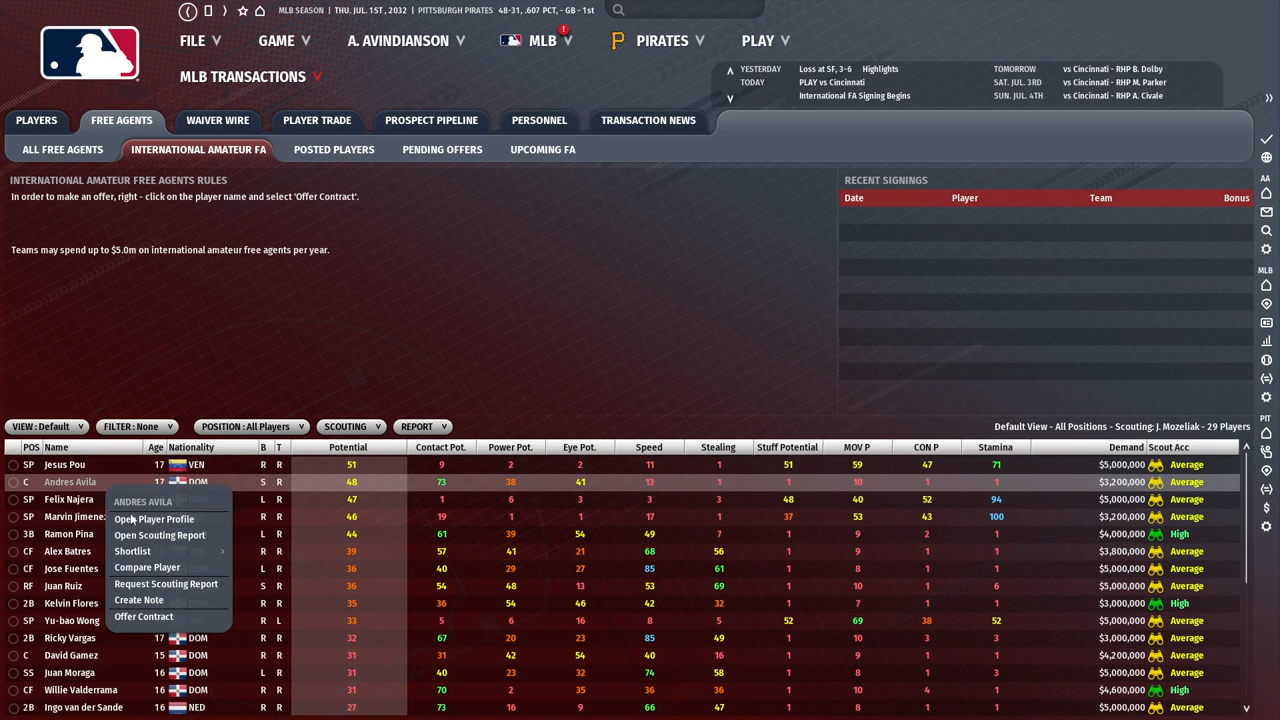 MLB SEASON | THU. JUL. 1ST , 2032 | PITTSBURGH PIRATES 48-31, .607 PCT, - GB - 1st
FILE GAME A. AVINDIANSON MLB PIRATES PLAY
MLB TRANSACTIONS
YESTERDAY Loss at SF, 3-6 Highlights TOMORROW vs Cincinnati - RHP B. Dolby
TODAY PLAY vs Cincinnati SAT. JUL. 3RD vs Cincinnati - RHP M. Parker
International FA Signing Begins SUN. JUL. 4TH vs Cincinnati - RHP A. Civale
PLAYERS FREE AGENTS WAIVER WIRE PLAYER TRADE PROSPECT PIPELINE PERSONNEL TRANSACTION NEWS
ALL FREE AGENTS INTERNATIONAL AMATEUR FA POSTED PLAYERS PENDING OFFERS UPCOMING FA
INTERNATIONAL AMATEUR FREE AGENTS RULES
In order to make an offer, right - click on the player name and select 'Offer Contract'.
Teams may spend up to $5.0m on international amateur free agents per year.
RECENT SIGNINGS
Date Player Team Bonus
AA
MLB
PIT
VIEW : Default FILTER : None POSITION : All Players SCOUTING REPORT Default View - All Positions - Scouting: J. Mozeliak - 29 Players
POS Name Age Nationality B T Potential Contact Pot. Power Pot. Eye Pot. Speed Stealing Stuff Potential MOV P CON P Stamina Demand Scout Acc
SP Jesus Pou 17 VEN R R 51 9 2 2 11 1 51 59 47 71 $5,000,000 Average
C Andres Avila 17 DOM S R 48 73 38 41 13 1 1 10 1 1 $3,200,000 Average
SP Felix Najera L R 47 1 6 3 3 3 48 40 52 94 $5,000,000 Average
SP Marvin Jimenez R R 46 19 1 1 17 1 37 53 43 100 $3,200,000 Average
3B Ramon Pina L R 44 61 39 54 49 7 1 9 2 1 $4,000,000 High
CF Alex Batres R R 39 57 41 21 68 56 1 9 1 1 $3,800,000 Average
CF Jose Fuentes L R 36 40 29 27 85 61 1 8 1 1 $5,000,000 Average
RF Juan Ruiz S R 36 54 48 13 53 69 1 10 1 6 $5,000,000 Average
2B Kelvin Flores R R 35 36 54 46 42 32 1 7 1 1 $3,000,000 High
SP Yu-bao Wong R L 33 5 6 16 8 5 52 69 38 52 $5,000,000 Average
2B Ricky Vargas 17 DOM R R 32 67 20 23 85 49 1 10 3 3 $3,000,000 Average
C David Gamez 15 DOM R R 31 31 42 54 40 16 1 9 1 1 $4,200,000 Average
SS Juan Moraga 16 DOM L R 31 40 23 32 74 58 1 8 1 3 $5,000,000 Average
CF Willie Valderrama 16 DOM R R 31 70 2 35 36 36 1 10 4 1 $4,600,000 High
2B Ingo van der Sande 16 NED R R 27 73 16 9 66 47 1 8 1 1 $5,000,000 Average
ANDRES AVILA
Open Player Profile
Open Scouting Report
Shortlist
Compare Player
Request Scouting Report
Create Note
Offer Contract